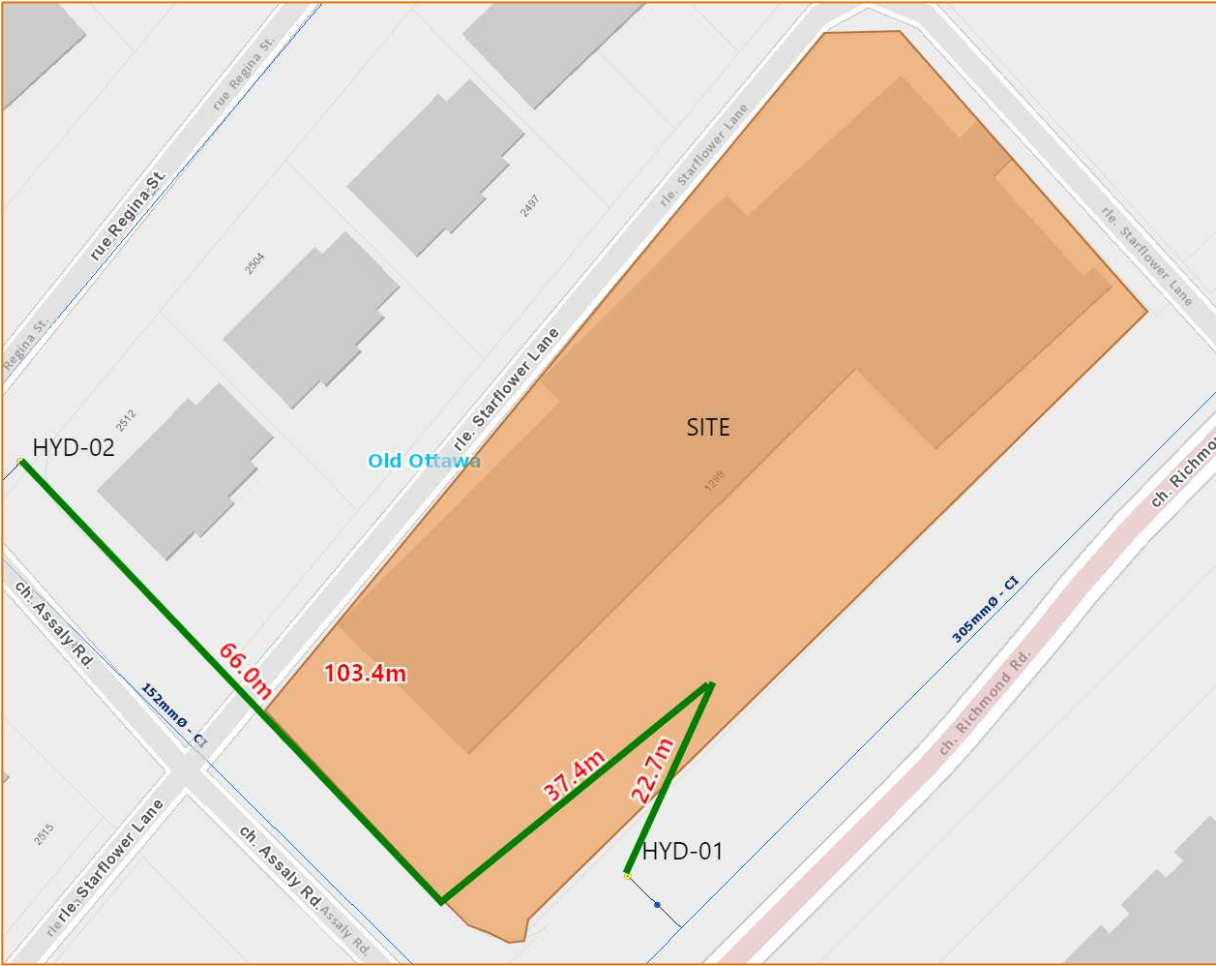 rue Regina St.
rue Regina St.
Regina St.
rle. Starflower Lane
rle. Starflower Lane
2497
2504
2512
HYD-02
rle. Starflower Lane
Old Ottawa
SITE
1299
ch. Richmo
305mmØ - CI
ch. Assaly Rd.
66.0m
103.4m
152mmØ - CI
37.4m
22.7m
ch. Richmond Rd.
HYD-01
2515
rle. Starflower Lane
rle
ch. Assaly Rd.
Assaly Rd.